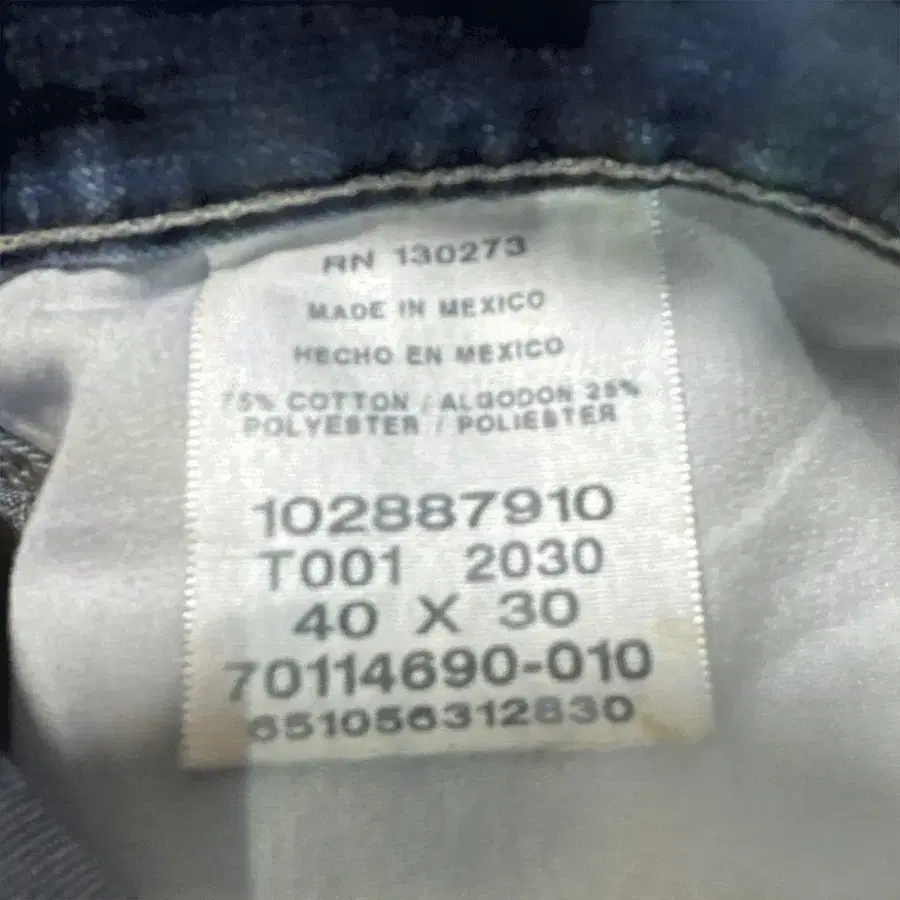 RN 130273
MADE IN MEXICO
HECHO EN MEXICO
75% COTTON / ALGODON 25%
POLYESTER / POLIESTER
102887910
T001 2030
40 X 30
70114690-010
651056312830